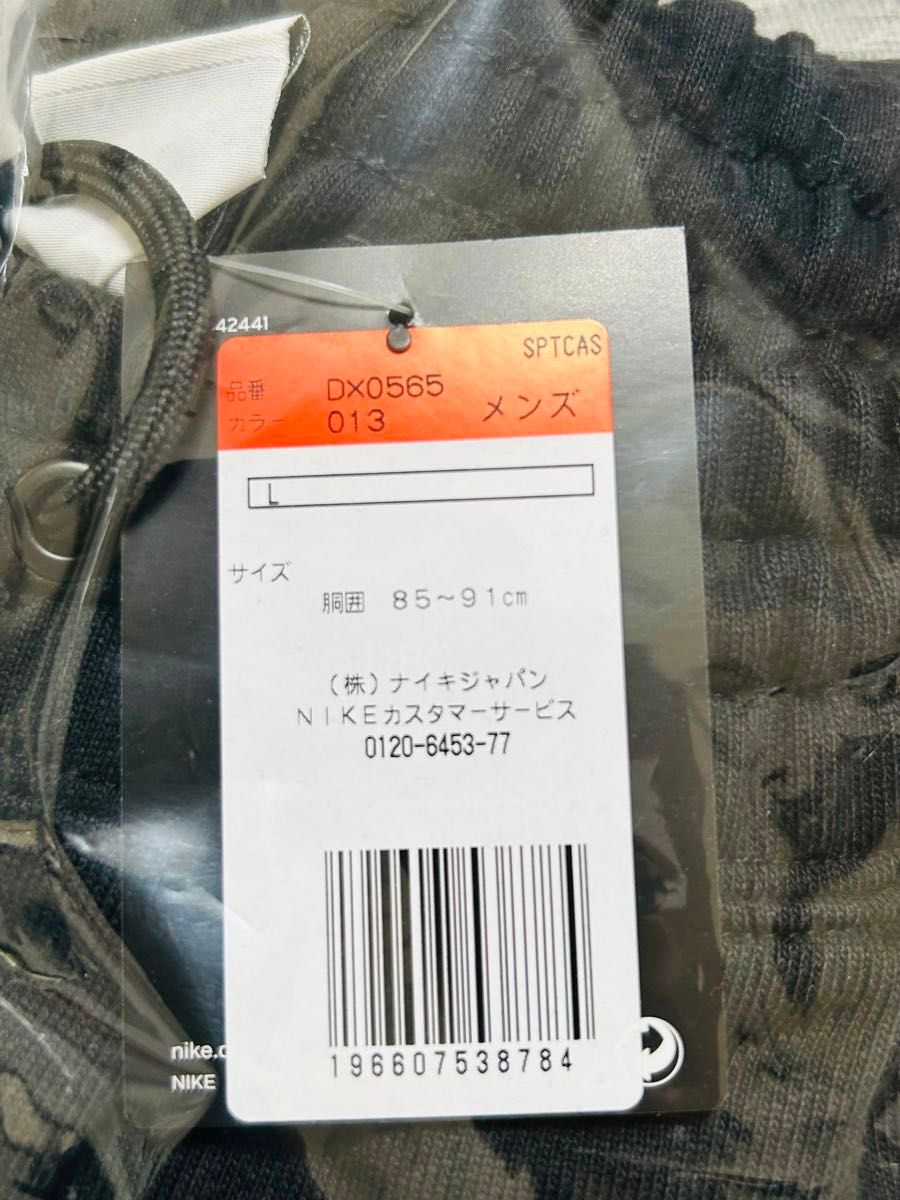 42441
SPTCAS
品番 DX0565
カラー 013 メンズ
L
サイズ
胴囲 85~91cm
(株)ナイキジャパン
NIKEカスタマーサービス
0120-6453-77
196607538784
nike.c
NIKE